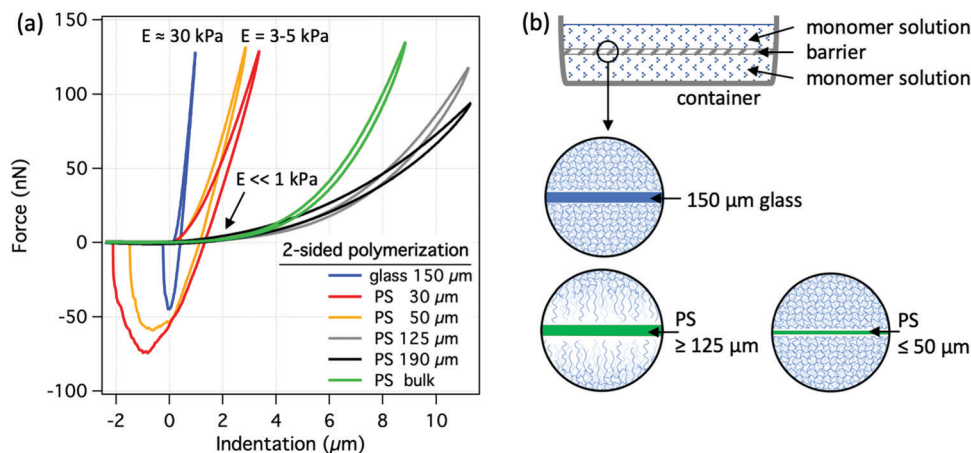 (a)
150
100
50
0
-50
-100
Force (nN)
E ≈ 30 kPa E = 3-5 kPa
E << 1 kPa
2-sided polymerization
glass 150 µm
PS 30 µm
PS 50 µm
PS 125 µm
PS 190 µm
PS bulk
-2 0 2 4 6 8 10
Indentation (µm)
(b)
monomer solution
barrier
monomer solution
container
150 µm glass
PS
≥ 125 µm
PS
≤ 50 µm